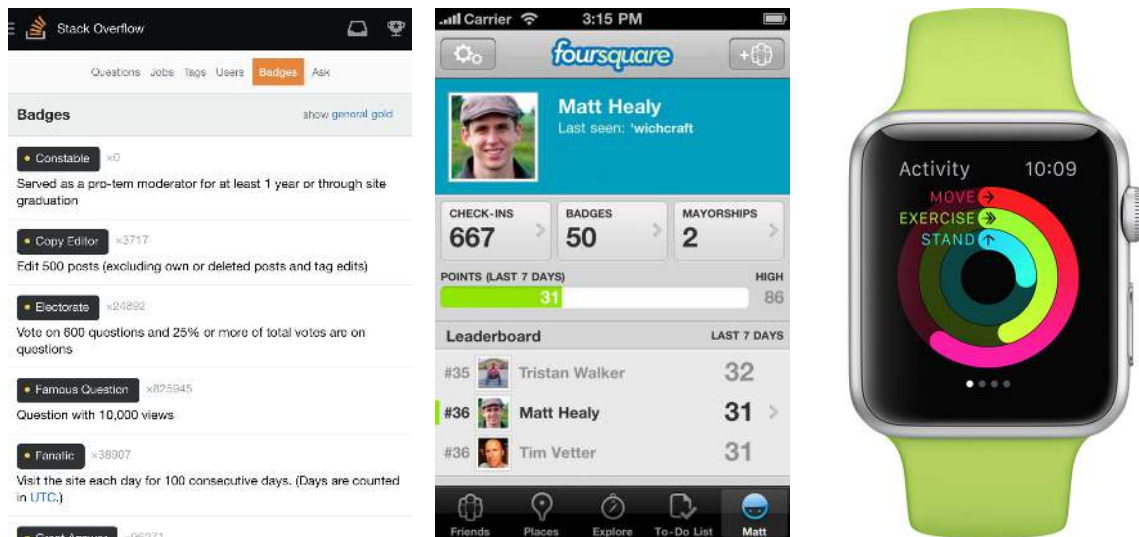 Stack Overflow
Questions Jobs Tags Users Badges Ask
Badges show general gold
Constable x0
Served as a pro-tem moderator for at least 1 year or through site
graduation
Copy Editor x3717
Edit 500 posts (excluding own or deleted posts and tag edits)
Electorate x24892
Vote on 600 questions and 25% or more of total votes are on
questions
Famous Question x825945
Question with 10,000 views
Fanatic x38907
Visit the site each day for 100 consecutive days. (Days are counted
in UTC.)
Carrier 3:15 PM
foursquare
Matt Healy
Last seen: 'wichcraft
CHECK-INS
667
BADGES
50
MAYORSHIPS
2
POINTS (LAST 7 DAYS) HIGH
31 86
Leaderboard LAST 7 DAYS
#35 Tristan Walker 32
#36 Matt Healy 31
#36 Tim Vetter 31
Friends Places Explore To-Do List Matt
Activity 10:09
MOVE
EXERCISE
STAND